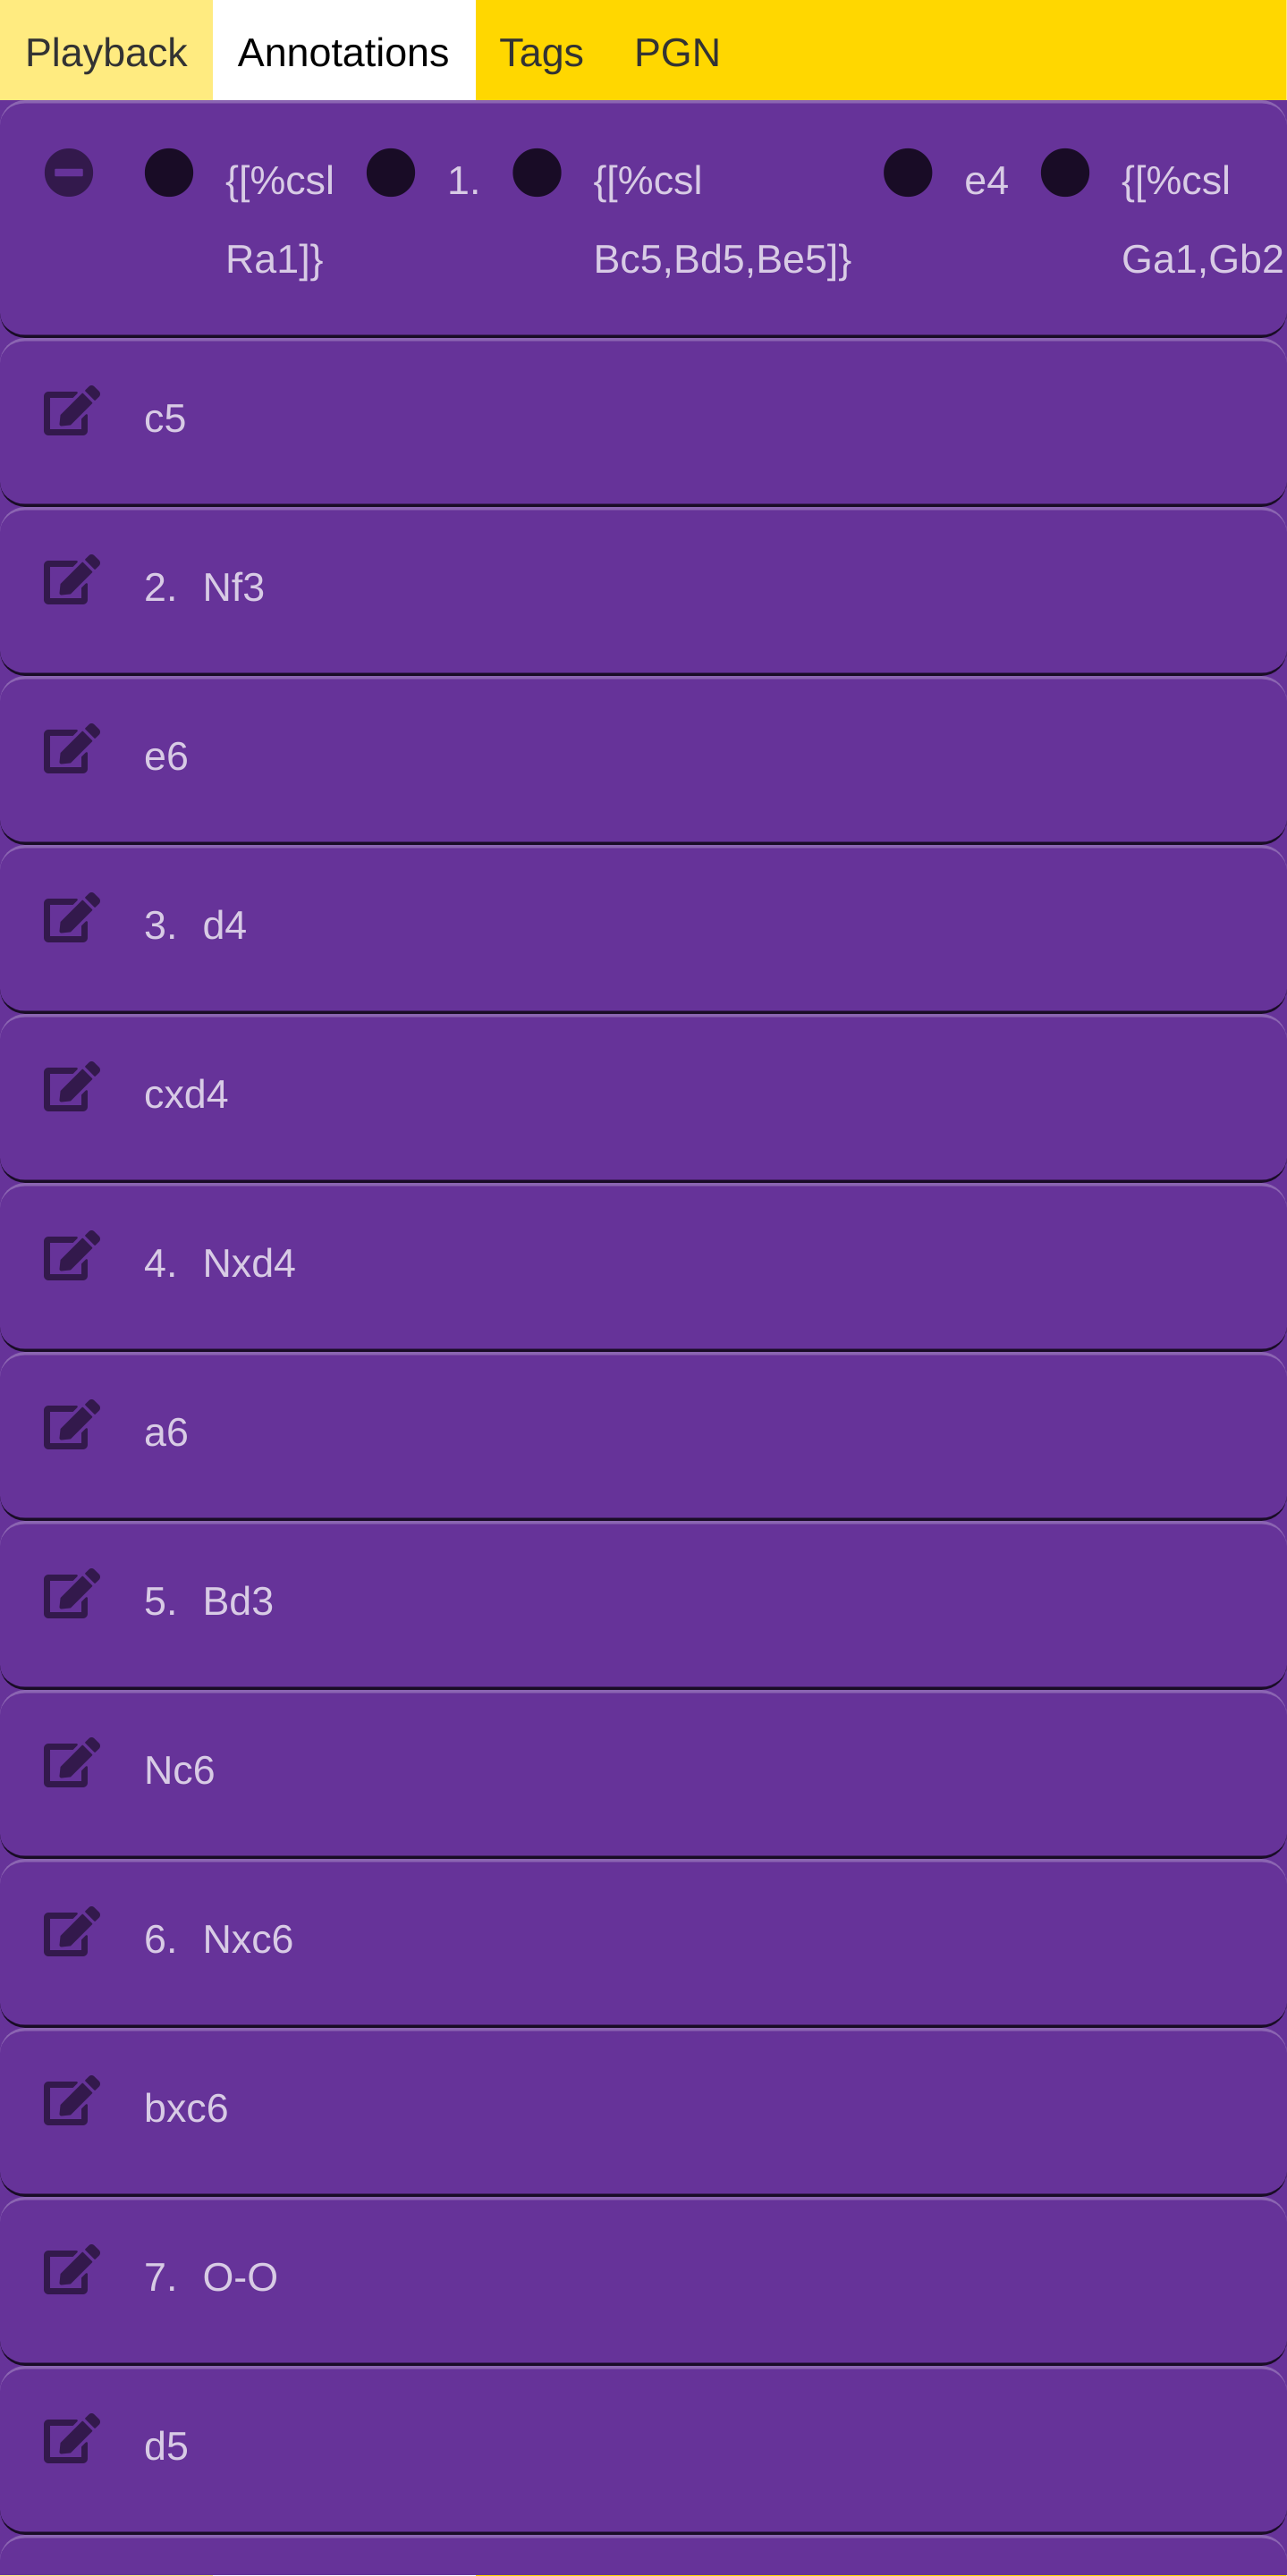 Playback Annotations Tags PGN
{[%csl 1. {[%csl e4 {[%csl
Ra1]} Bc5,Bd5,Be5]} Ga1,Gb2
c5
2. Nf3
e6
3. d4
cxd4
4. Nxd4
a6
5. Bd3
Nc6
6. Nxc6
bxc6
7. O-O
d5